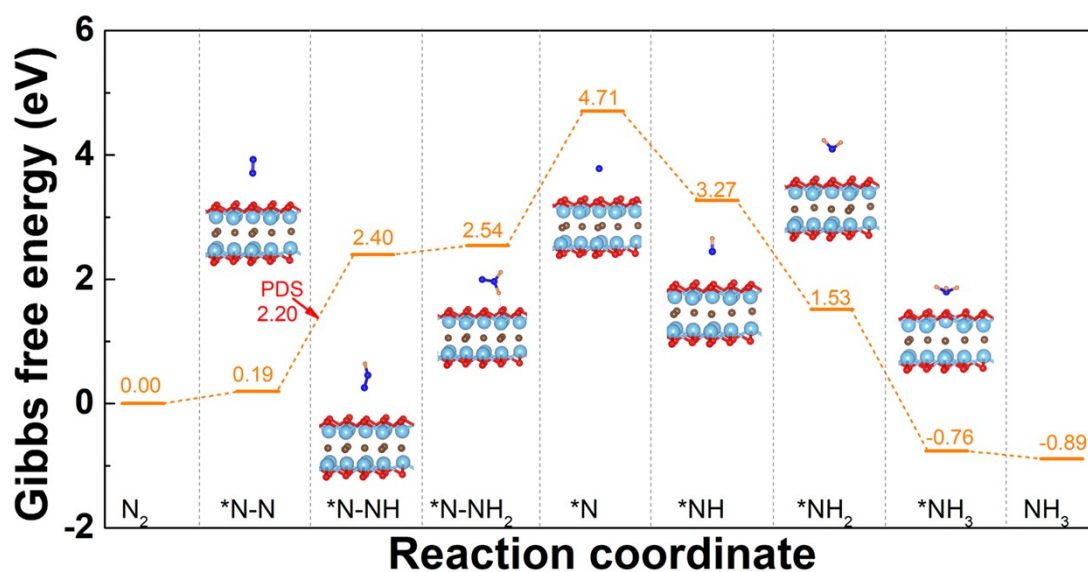 Gibbs free energy (eV)
6
4
2
0
-2
0.00
0.19
PDS
2.20
2.40
2.54
4.71
3.27
1.53
-0.76
-0.89
N₂
*N-N
*N-NH
*N-NH₂
*N
*NH
*NH₂
*NH₃
NH₃
Reaction coordinate